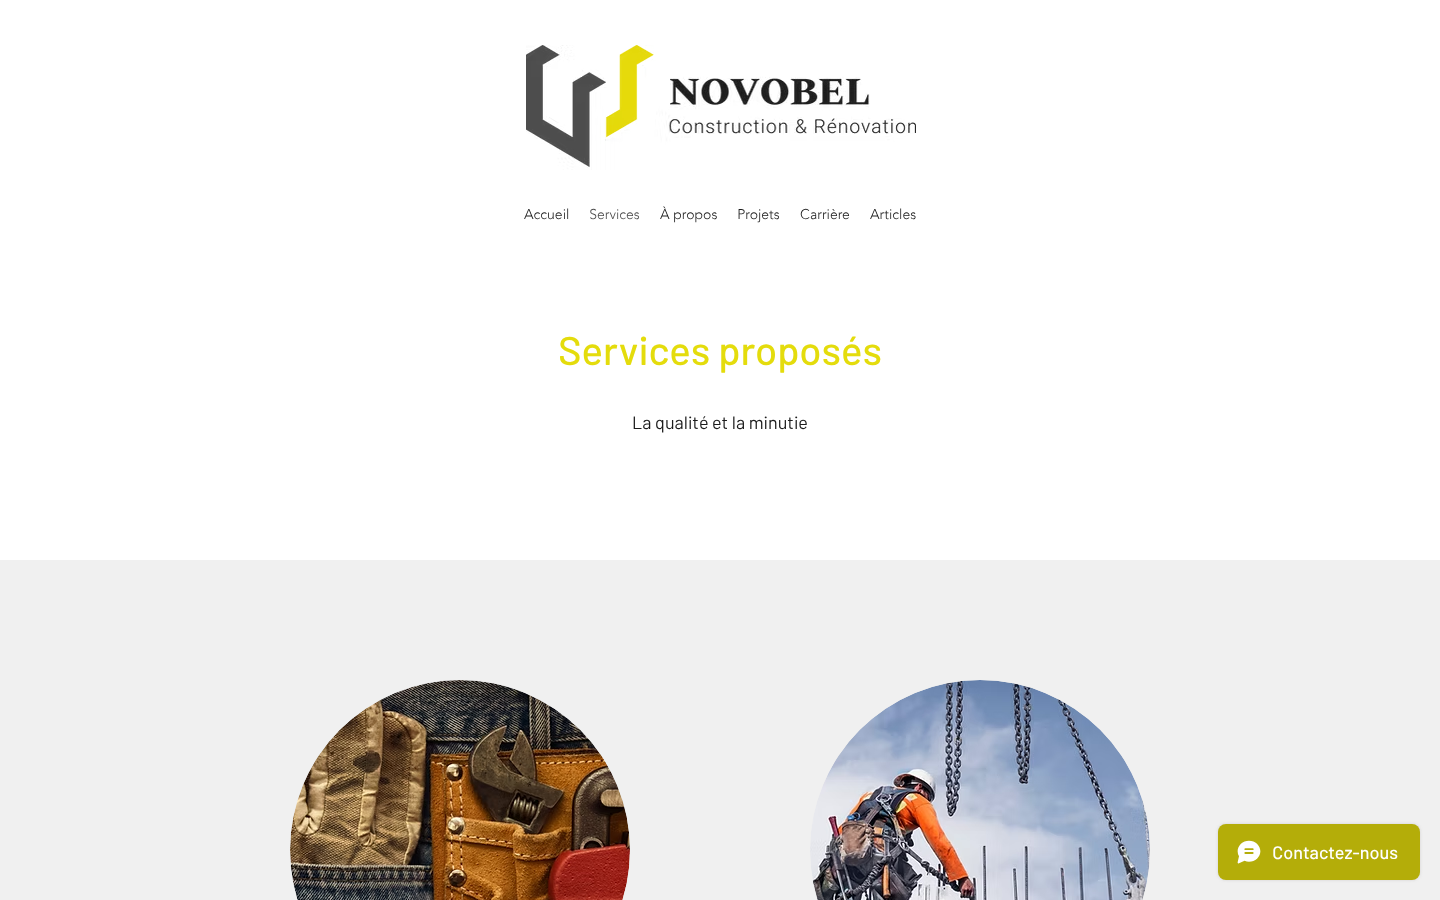 NOVOBEL
Construction & Rénovation
Accueil Services À propos Projets Carrière Articles
Services proposés
La qualité et la minutie
Contactez-nous